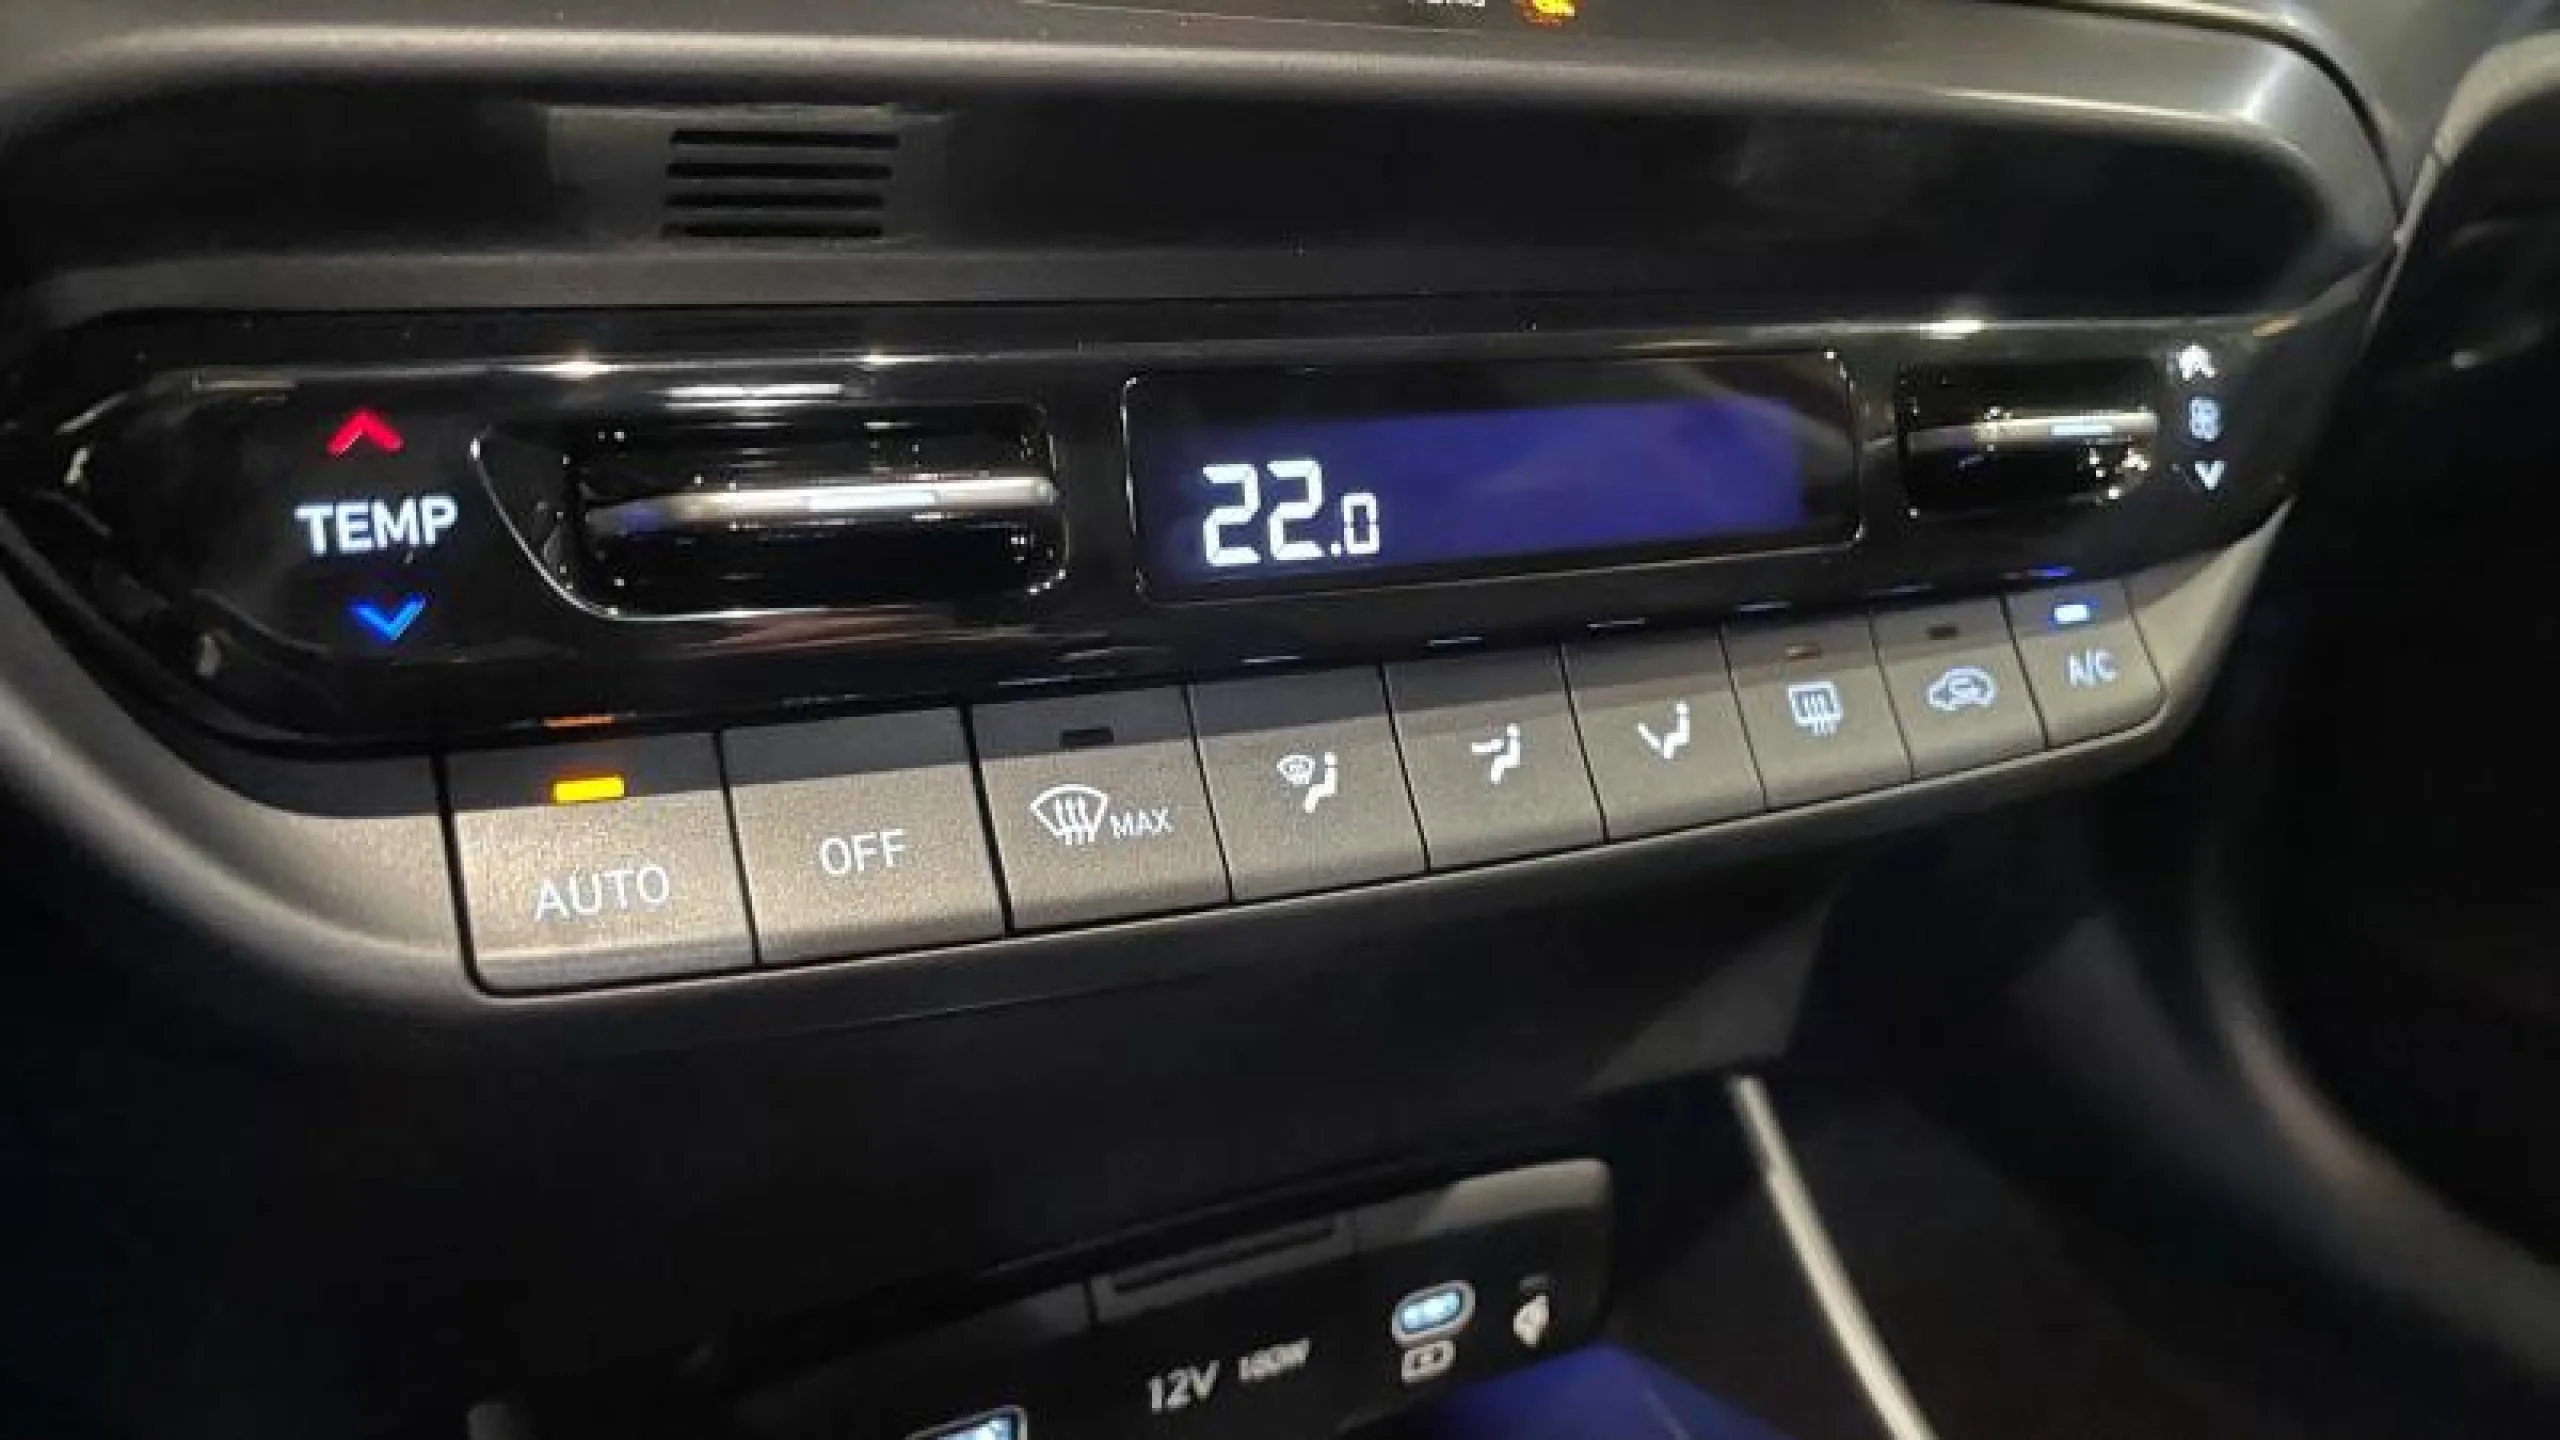 TEMP
22.0
AUTO
OFF
MAX
A/C
12V 180W